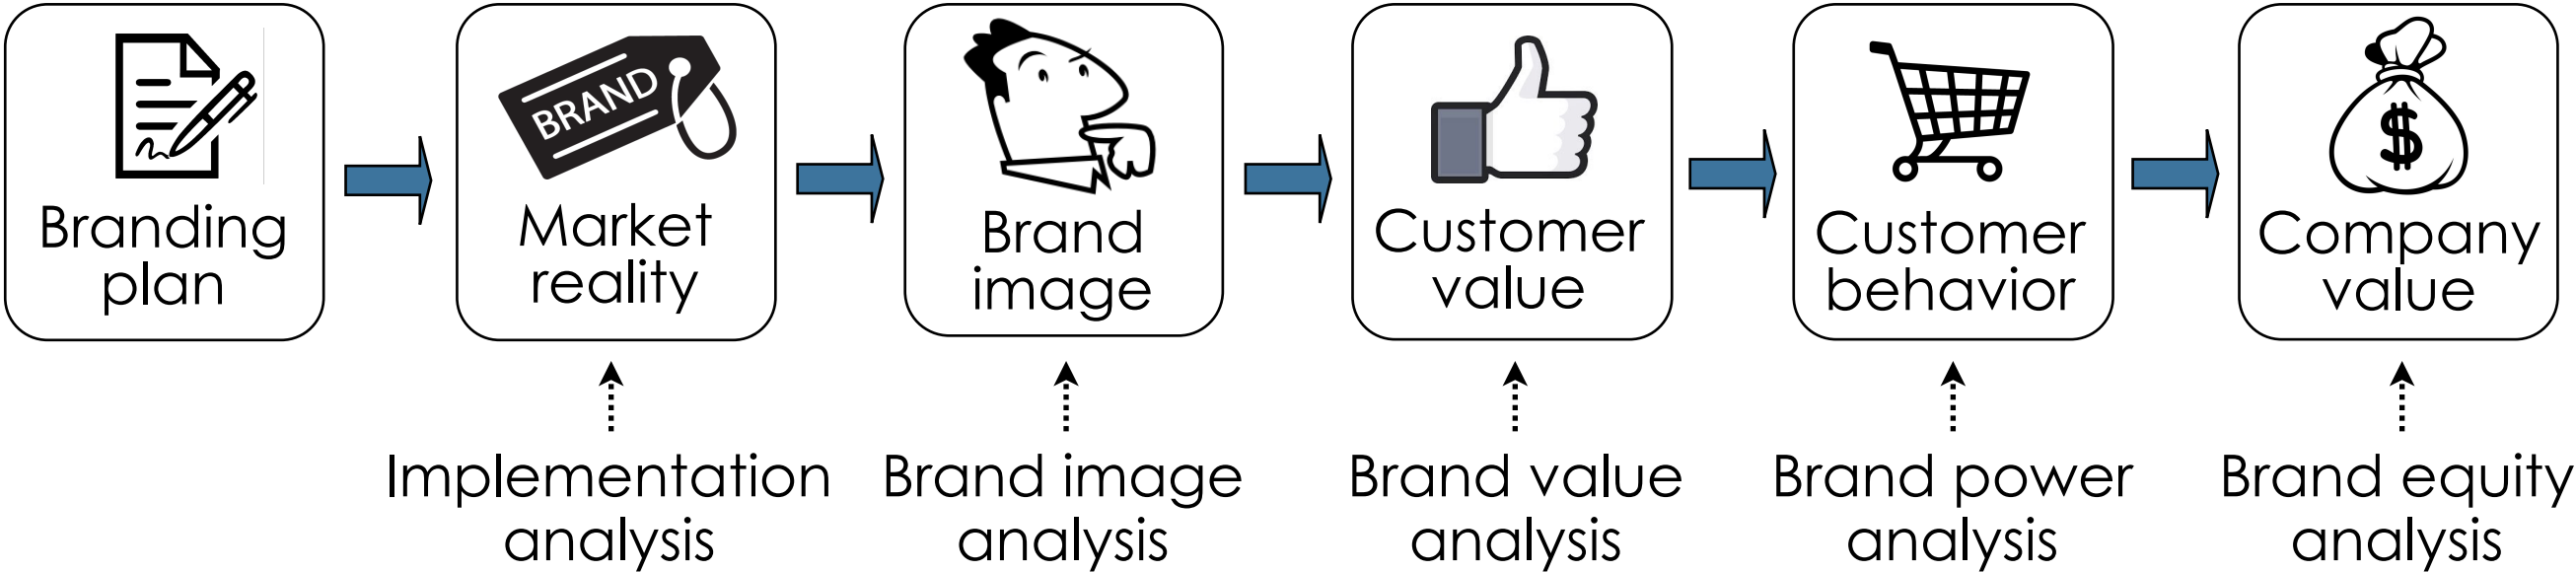 Branding
plan
BRAND
Market
reality
Brand
image
Customer
value
Customer
behavior
$
Company
value
Implementation
analysis
Brand image
analysis
Brand value
analysis
Brand power
analysis
Brand equity
analysis